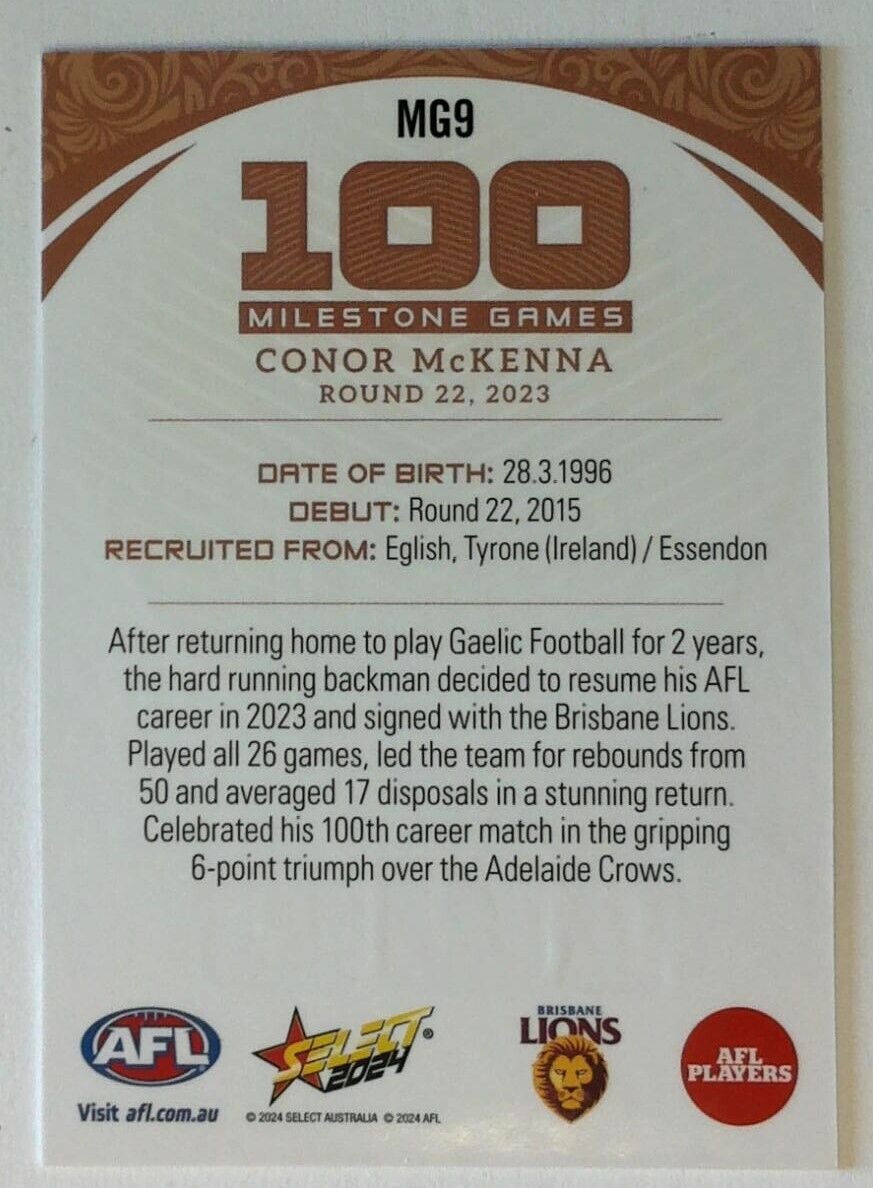 MG9
100
MILESTONE GAMES
CONOR McKENNA
ROUND 22, 2023
DATE OF BIRTH: 28.3.1996
DEBUT: Round 22, 2015
RECRUITED FROM: Eglish, Tyrone (Ireland) / Essendon
After returning home to play Gaelic Football for 2 years,
the hard running backman decided to resume his AFL
career in 2023 and signed with the Brisbane Lions.
Played all 26 games, led the team for rebounds from
50 and averaged 17 disposals in a stunning return.
Celebrated his 100th career match in the gripping
6-point triumph over the Adelaide Crows.
AFL
Visit afl.com.au
SELECT®
2024
© 2024 SELECT AUSTRALIA © 2024 AFL
BRISBANE
LIONS
AFL
PLAYERS